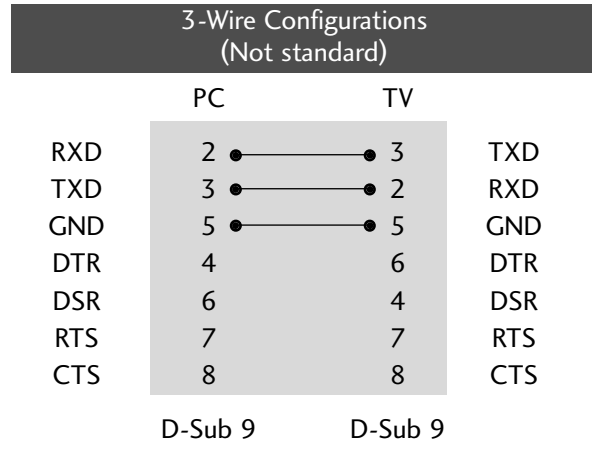 3-Wire Configurations
(Not standard)
PC TV
RXD 2 3 TXD
TXD 3 2 RXD
GND 5 5 GND
DTR 4 6 DTR
DSR 6 4 DSR
RTS 7 7 RTS
CTS 8 8 CTS
D-Sub 9 D-Sub 9